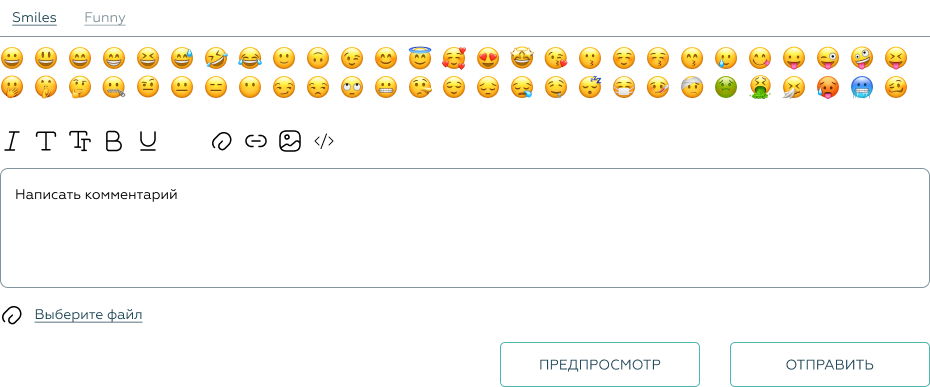 Smiles Funny
Написать комментарий
Выберите файл
ПРЕДПРОСМОТР ОТПРАВИТЬ